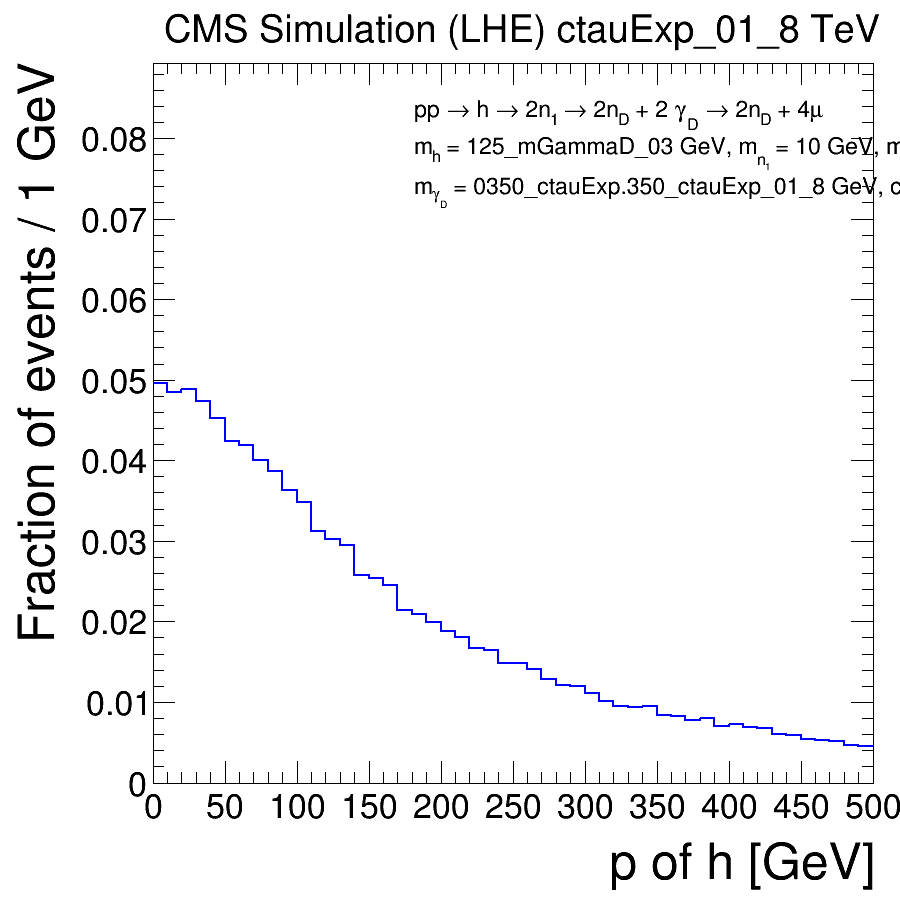 CMS Simulation (LHE) ctauExp_01_8 TeV
pp → h → 2n1 → 2nD + 2 γD → 2nD + 4μ
mh = 125_mGammaD_03 GeV, mn1 = 10 GeV, m
mγD = 0350_ctauExp.350_ctauExp_01_8 GeV, c
Fraction of events / 1 GeV
0.08
0.07
0.06
0.05
0.04
0.03
0.02
0.01
0
0 50 100 150 200 250 300 350 400 450 500
p of h [GeV]